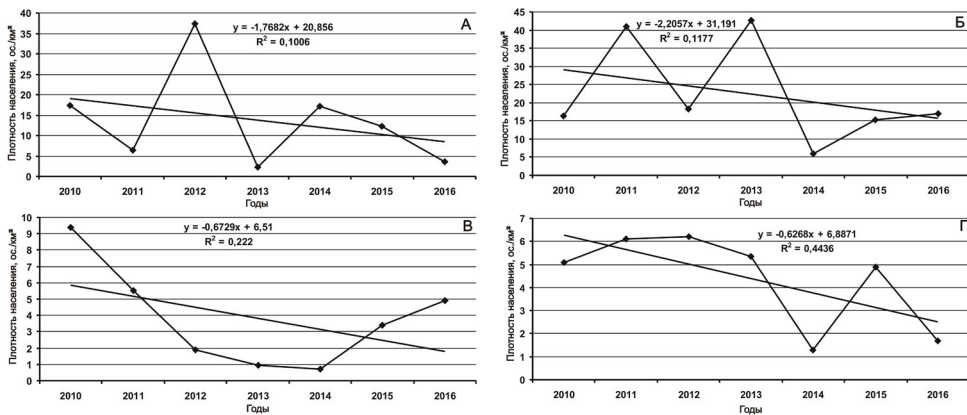 А
y = -1,7682x + 20,856
R² = 0,1006
Плотность населения, ос./км²
40
35
30
25
20
15
10
5
0
2010 2011 2012 2013 2014 2015 2016
Годы
Б
y = -2,2057x + 31,191
R² = 0,1177
Плотность населения, ос./км²
45
40
35
30
25
20
15
10
5
0
2010 2011 2012 2013 2014 2015 2016
Годы
В
y = -0,6729x + 6,51
R² = 0,222
Плотность населения, ос./км²
10
9
8
7
6
5
4
3
2
1
0
2010 2011 2012 2013 2014 2015 2016
Годы
Г
y = -0,6268x + 6,8871
R² = 0,4436
Плотность населения, ос./км²
7
6
5
4
3
2
1
0
2010 2011 2012 2013 2014 2015 2016
Годы